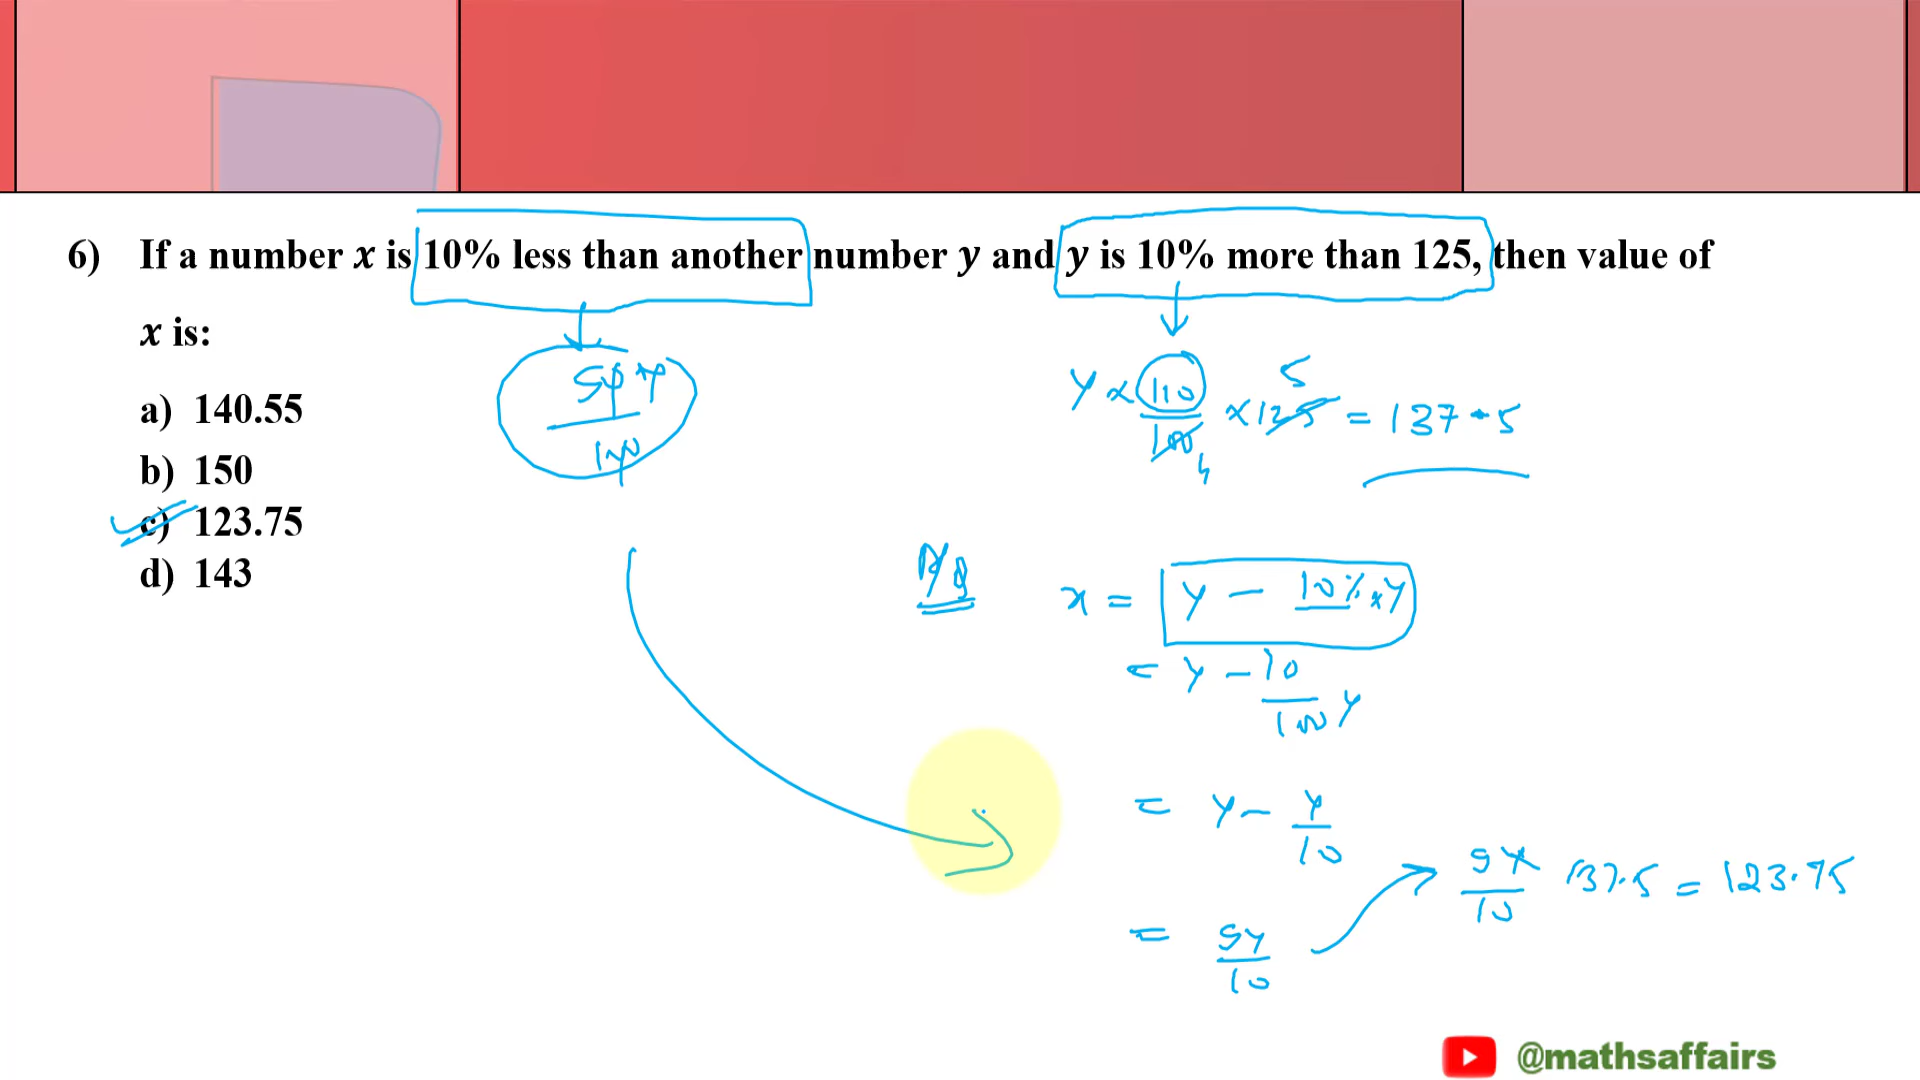 6) If a number x is 10% less than another number y and y is 10% more than 125, then value of
x is:
a) 140.55
b) 150
c) 123.75
d) 143
90
100
y × 110/100 × 125 = 137.5
5
4
x = y − 10% × y
= y − 10/100 y
= y − y/10
= 9y/10
9×/10 137.5 = 123.75
@mathsaffairs